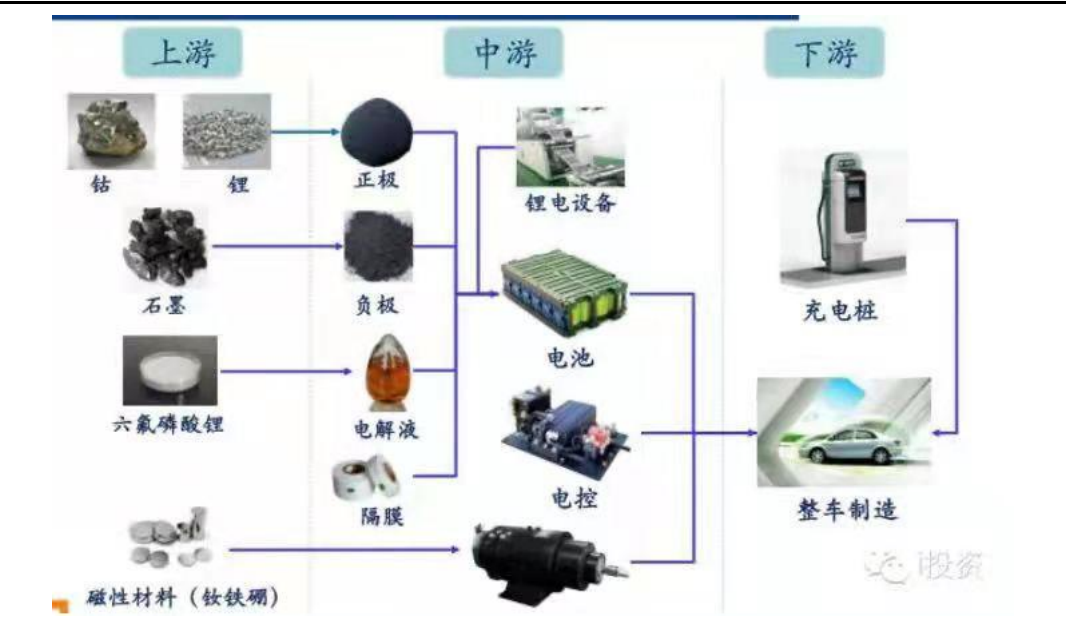 上游
中游
下游
钴
锂
正极
锂电设备
石墨
负极
电池
充电桩
六氟磷酸锂
电解液
隔膜
电控
整车制造
磁性材料（钕铁硼）
i投资